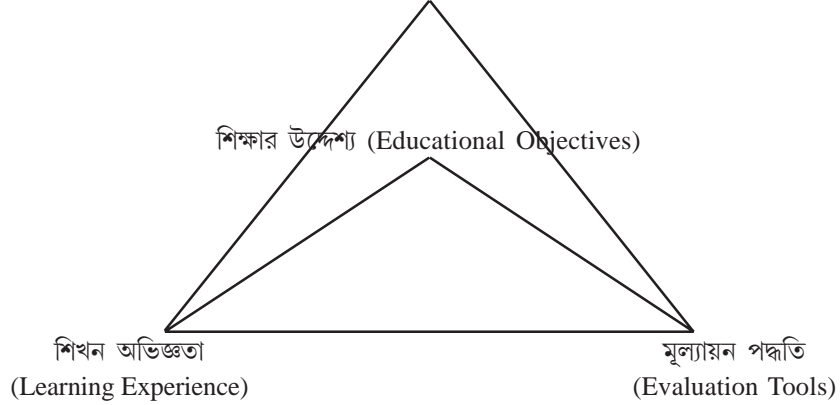 শিক্ষার উদ্দেশ্য (Educational Objectives)
শিখন অভিজ্ঞতা
(Learning Experience)
মূল্যায়ন পদ্ধতি
(Evaluation Tools)